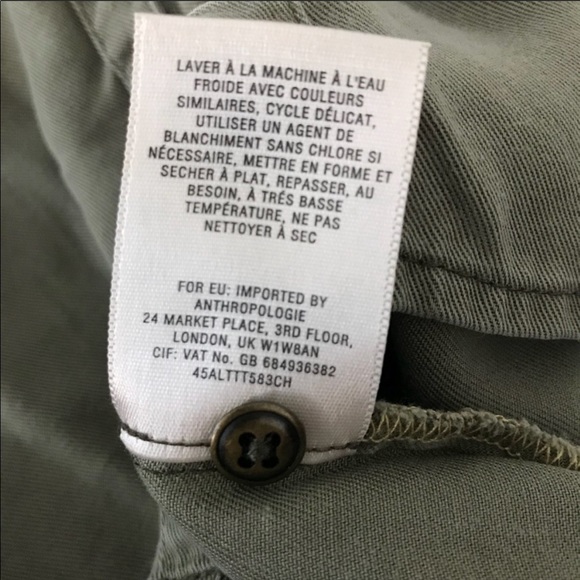 LAVER À LA MACHINE À L'EAU
FROIDE AVEC COULEURS
SIMILAIRES, CYCLE DÉLICAT,
UTILISER UN AGENT DE
BLANCHIMENT SANS CHLORE SI
NÉCESSAIRE, METTRE EN FORME ET
SECHER À PLAT, REPASSER, AU
BESOIN, À TRÉS BASSE
TEMPÉRATURE, NE PAS
NETTOYER À SEC
FOR EU: IMPORTED BY
ANTHROPOLOGIE
24 MARKET PLACE, 3RD FLOOR,
LONDON, UK W1W8AN
CIF: VAT No. GB 684936382
45ALTTT583CH